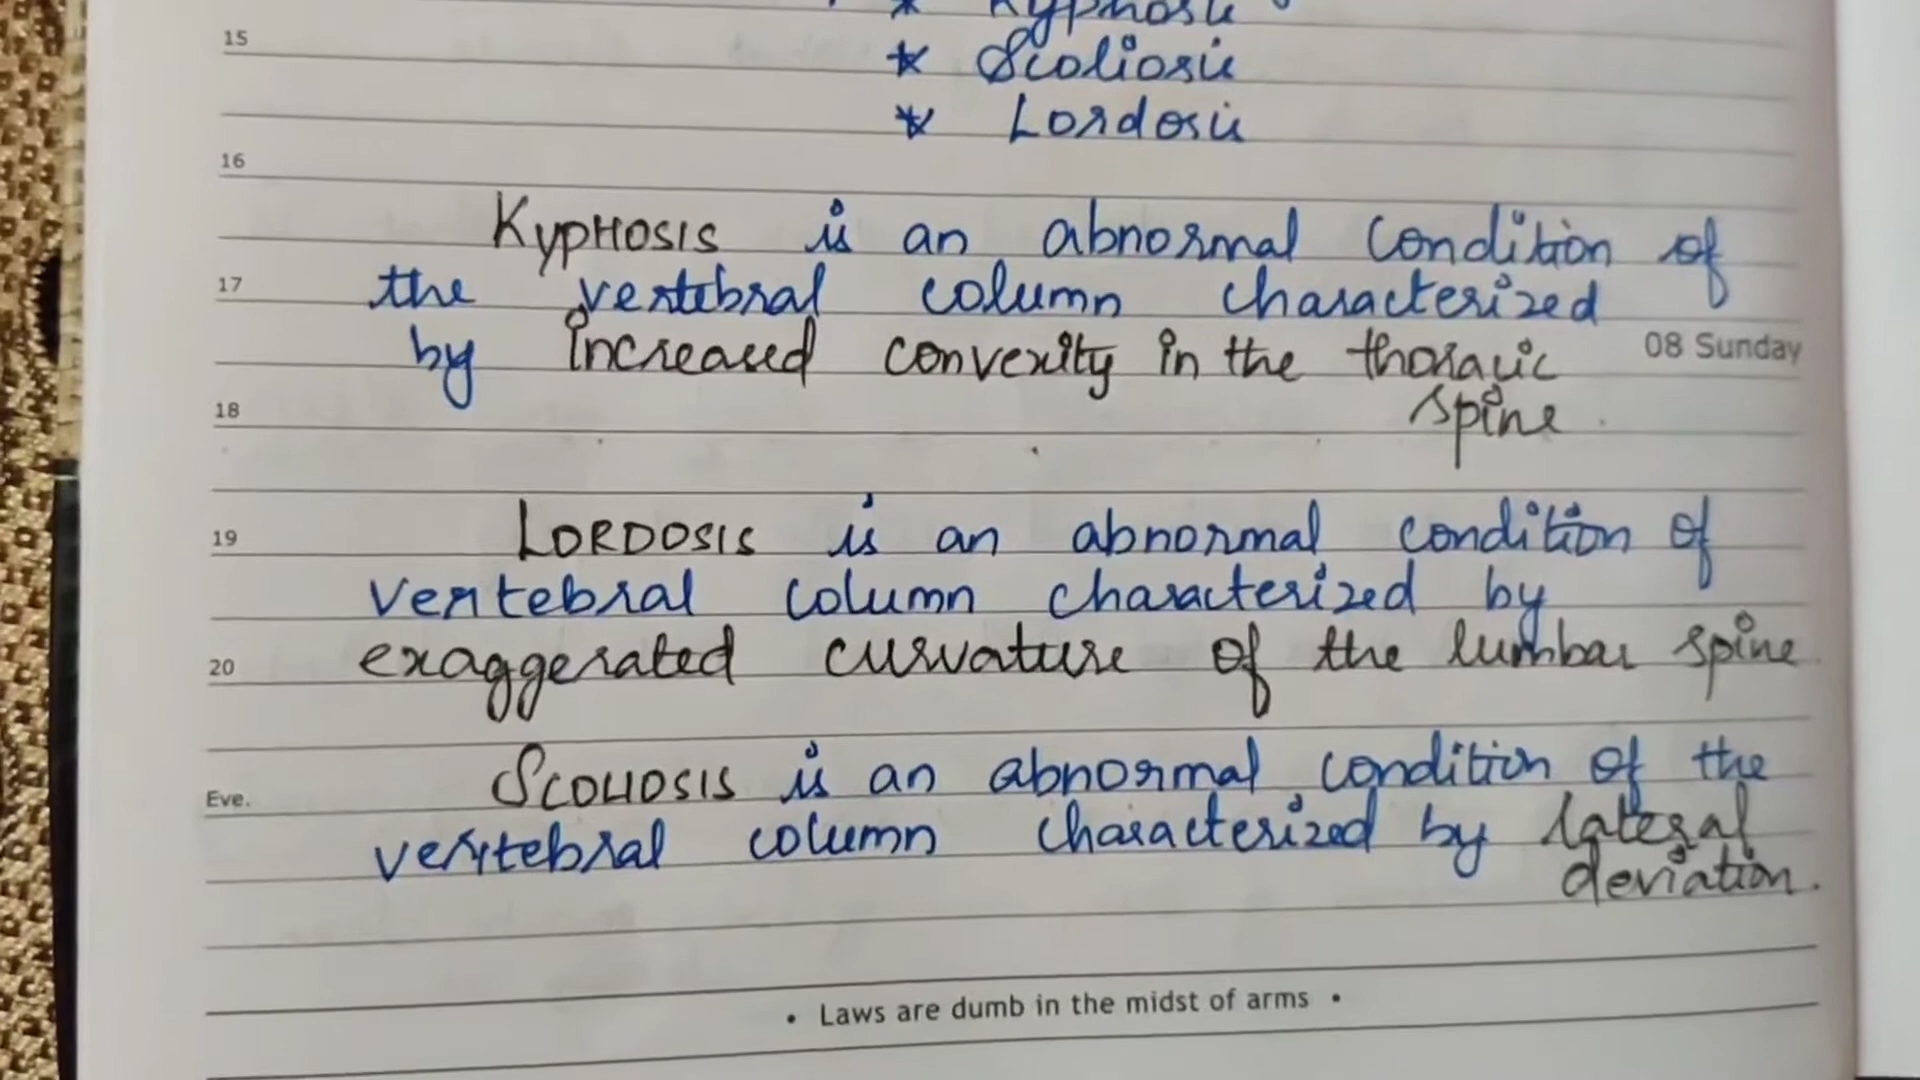 * Kyphosis
15
* Scoliosis
* Lordosis
16
KypHOSIS is an abnormal condition of
17 the vertebral column characterized
by increased convexity in the thoracic 08 Sunday
18 spine.
19 LORDOSIS is an abnormal condition of
vertebral column characterized by
20 exaggerated curvature of the lumbar spine.
Eve. SCOLIOSIS is an abnormal condition of the
vertebral column characterized by lateral
deviation.
• Laws are dumb in the midst of arms •